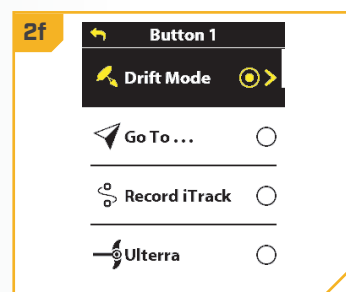 2f
Button 1
Drift Mode
Go To ...
Record iTrack
Ulterra